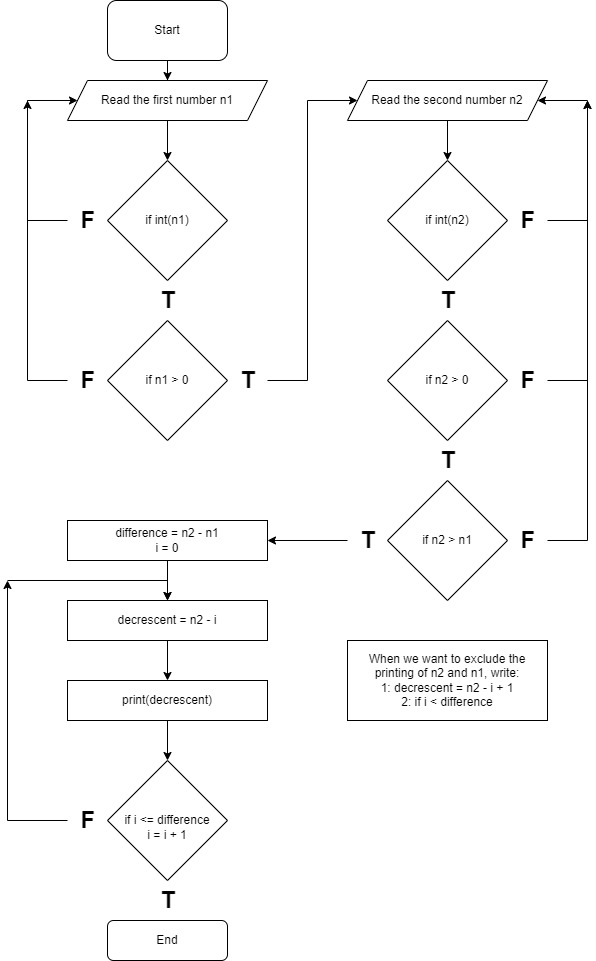 Start
Read the first number n1
Read the second number n2
F
if int(n1)
if int(n2)
F
T
T
F
if n1 > 0
T
if n2 > 0
F
T
difference = n2 - n1
i = 0
T
if n2 > n1
F
decrescent = n2 - i
When we want to exclude the
printing of n2 and n1, write:
1: decrescent = n2 - i + 1
2: if i < difference
print(decrescent)
F
if i <= difference
i = i + 1
T
End